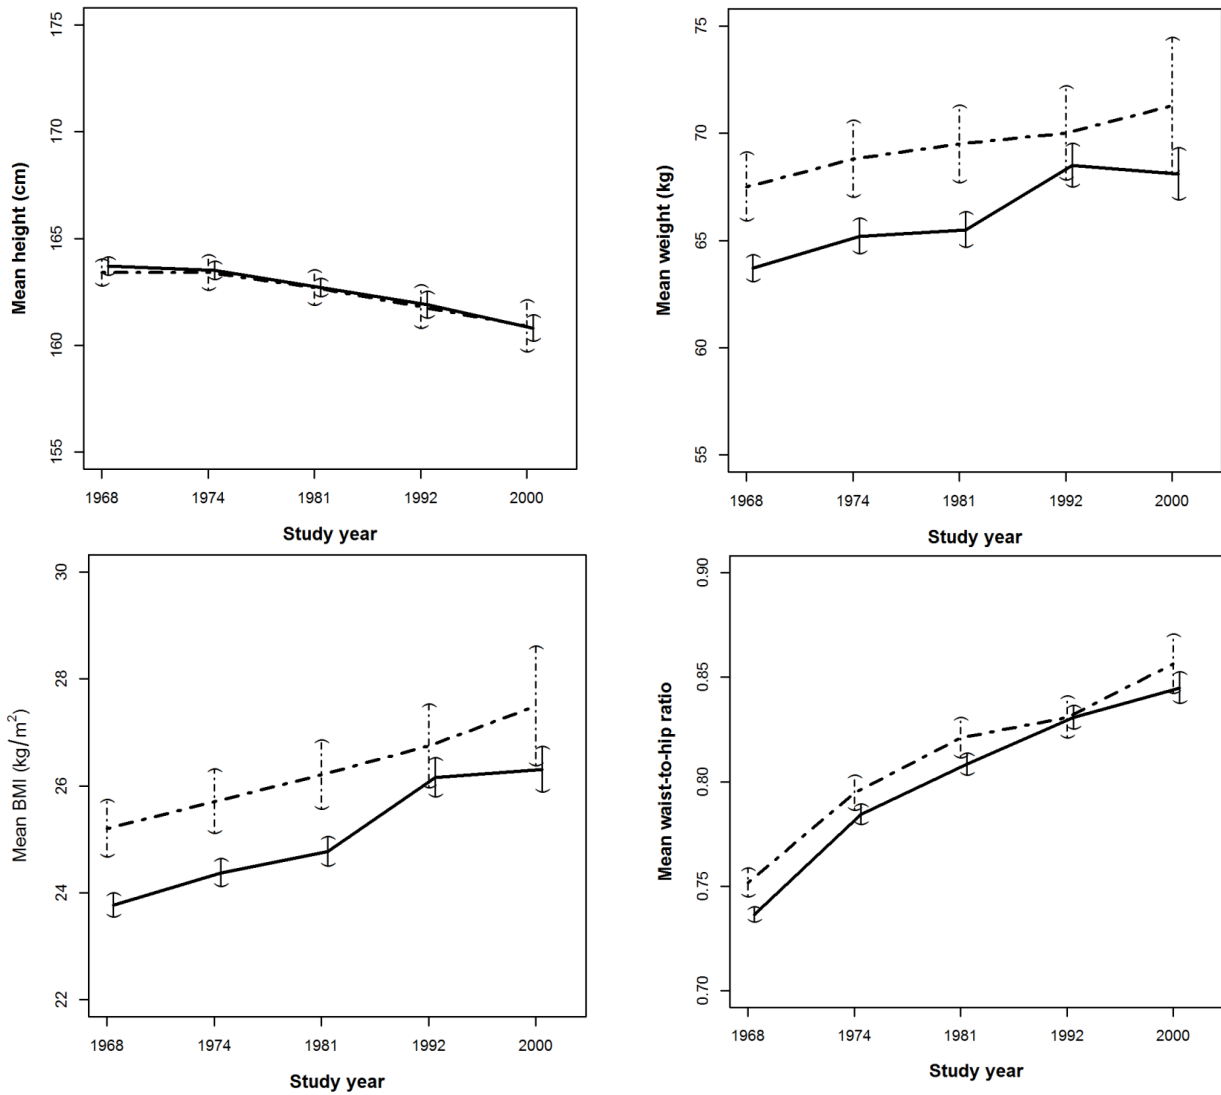 Mean height (cm)
175
170
165
160
155
1968 1974 1981 1992 2000
Study year
Mean weight (kg)
75
70
65
60
55
1968 1974 1981 1992 2000
Study year
Mean BMI (kg/m²)
30
28
26
24
22
1968 1974 1981 1992 2000
Study year
Mean waist-to-hip ratio
0.90
0.85
0.80
0.75
0.70
1968 1974 1981 1992 2000
Study year